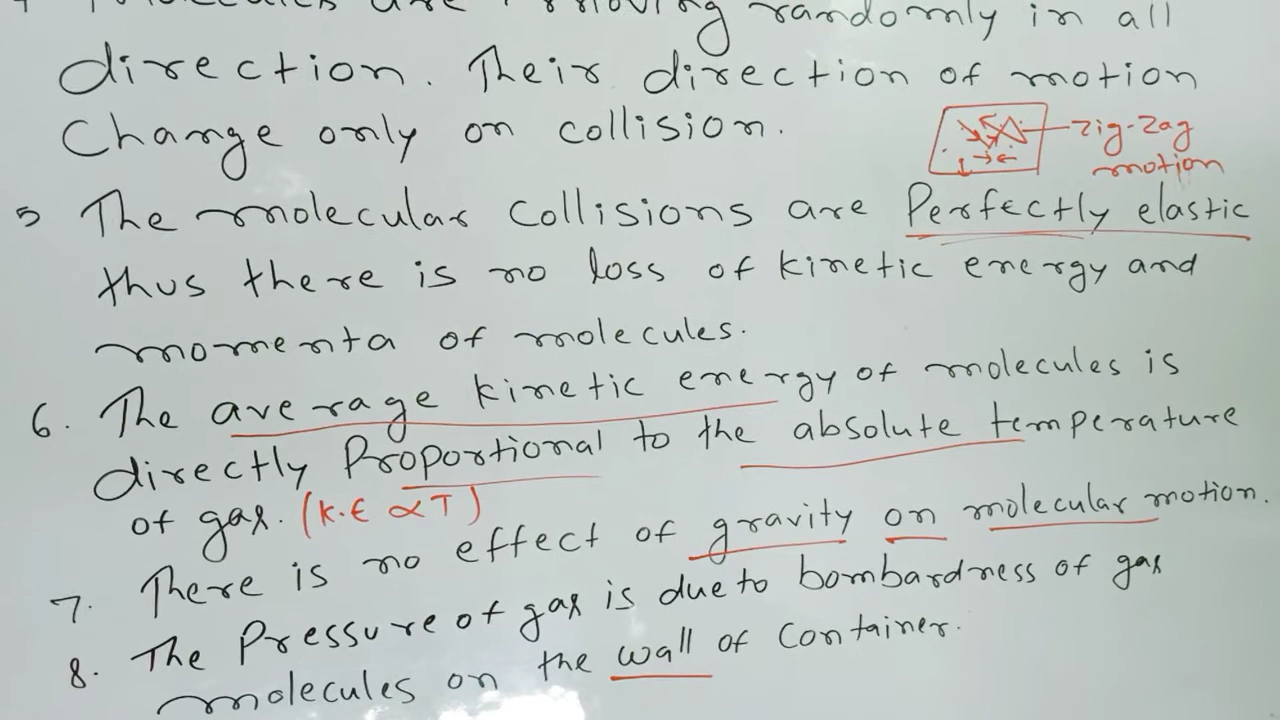 randomly in all
direction. Their direction of motion
Change only on collision.
zig-zag
motion
5 The molecular collisions are Perfectly elastic
thus there is no loss of kinetic energy and
momenta of molecules.
6. The average kinetic energy of molecules is
directly Proportional to the absolute temperature
of gas. (K.E ∝ T)
7. There is no effect of gravity on molecular motion.
8. The Pressure of gas is due to bombardness of gas
molecules on the wall of Container.